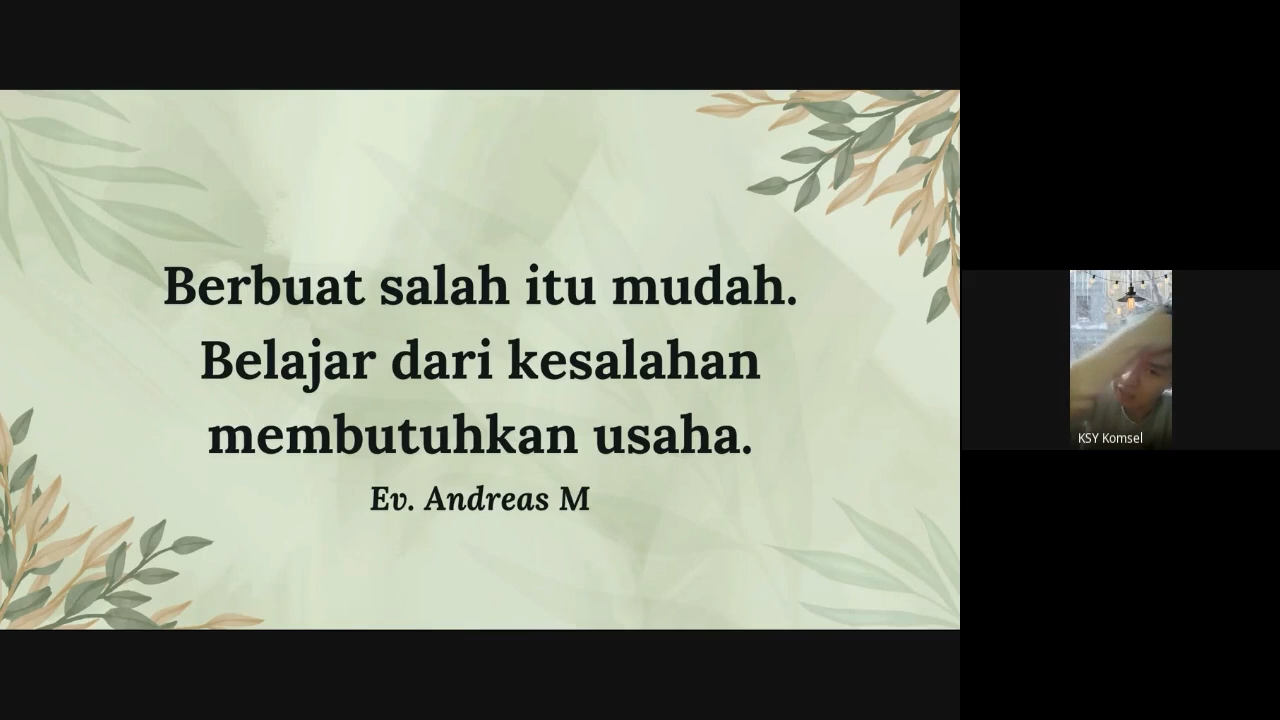 Berbuat salah itu mudah.
Belajar dari kesalahan
membutuhkan usaha.
Ev. Andreas M
KSY Komsel